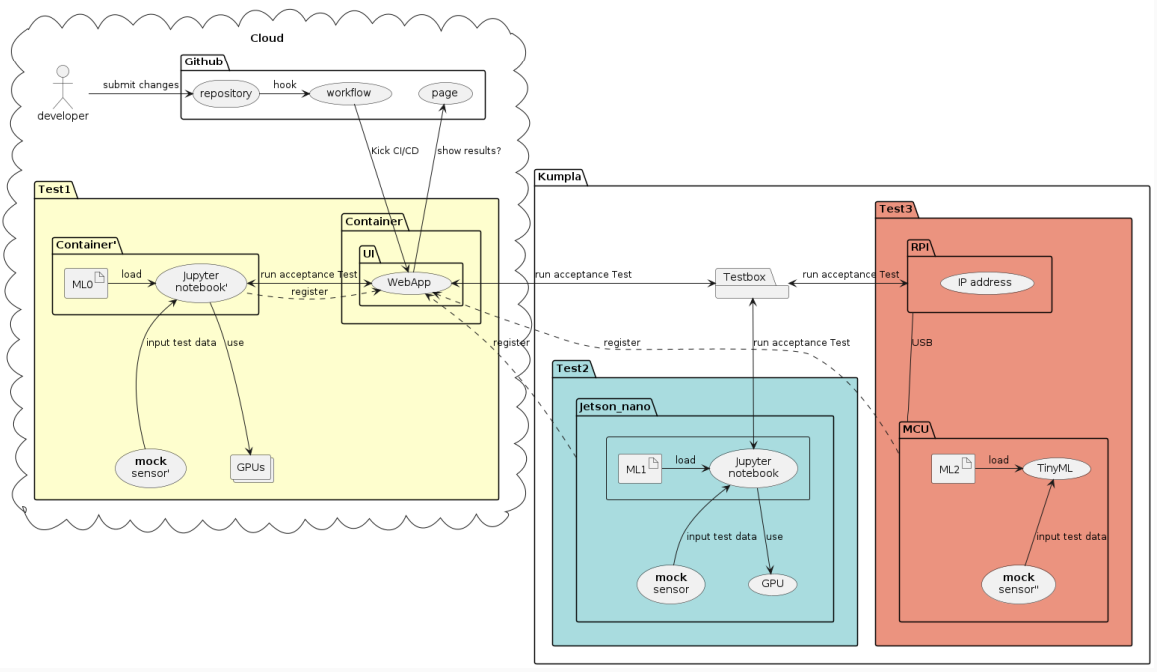 Cloud
Github
submit changes
repository
hook
workflow
page
developer
Kick CI/CD
show results?
Kumpla
Test1
Test3
Container
Container'
UI
RPI
ML0
load
Jupyter
notebook'
run acceptance Test
register
WebApp
run acceptance Test
Testbox
run acceptance Test
IP address
input test data
use
register
register
run acceptance Test
USB
Test2
Jetson_nano
MCU
mock
sensor'
GPUs
ML1
load
Jupyter
notebook
ML2
load
TinyML
input test data
use
input test data
mock
sensor
GPU
mock
sensor"